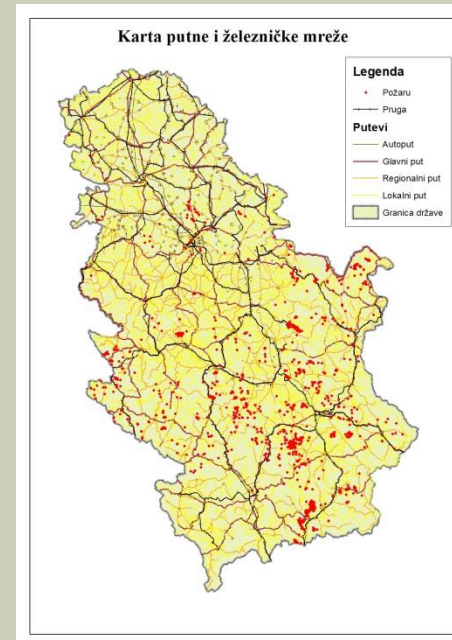 Karta putne i železničke mreže
Legenda
Požaru
Pruga
Putevi
Autoput
Glavni put
Regionalni put
Lokalni put
Granica države